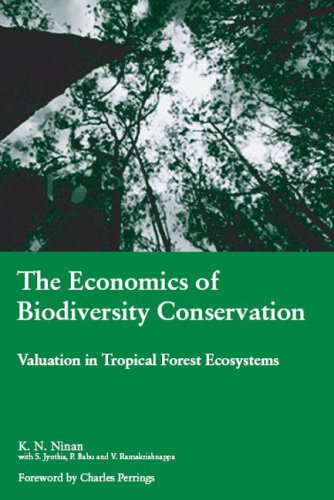 The Economics of
Biodiversity Conservation
Valuation in Tropical Forest Ecosystems
K. N. Ninan
with S. Jyothis, P. Babu and V. Ramakrishnappa
Foreword by Charles Perrings